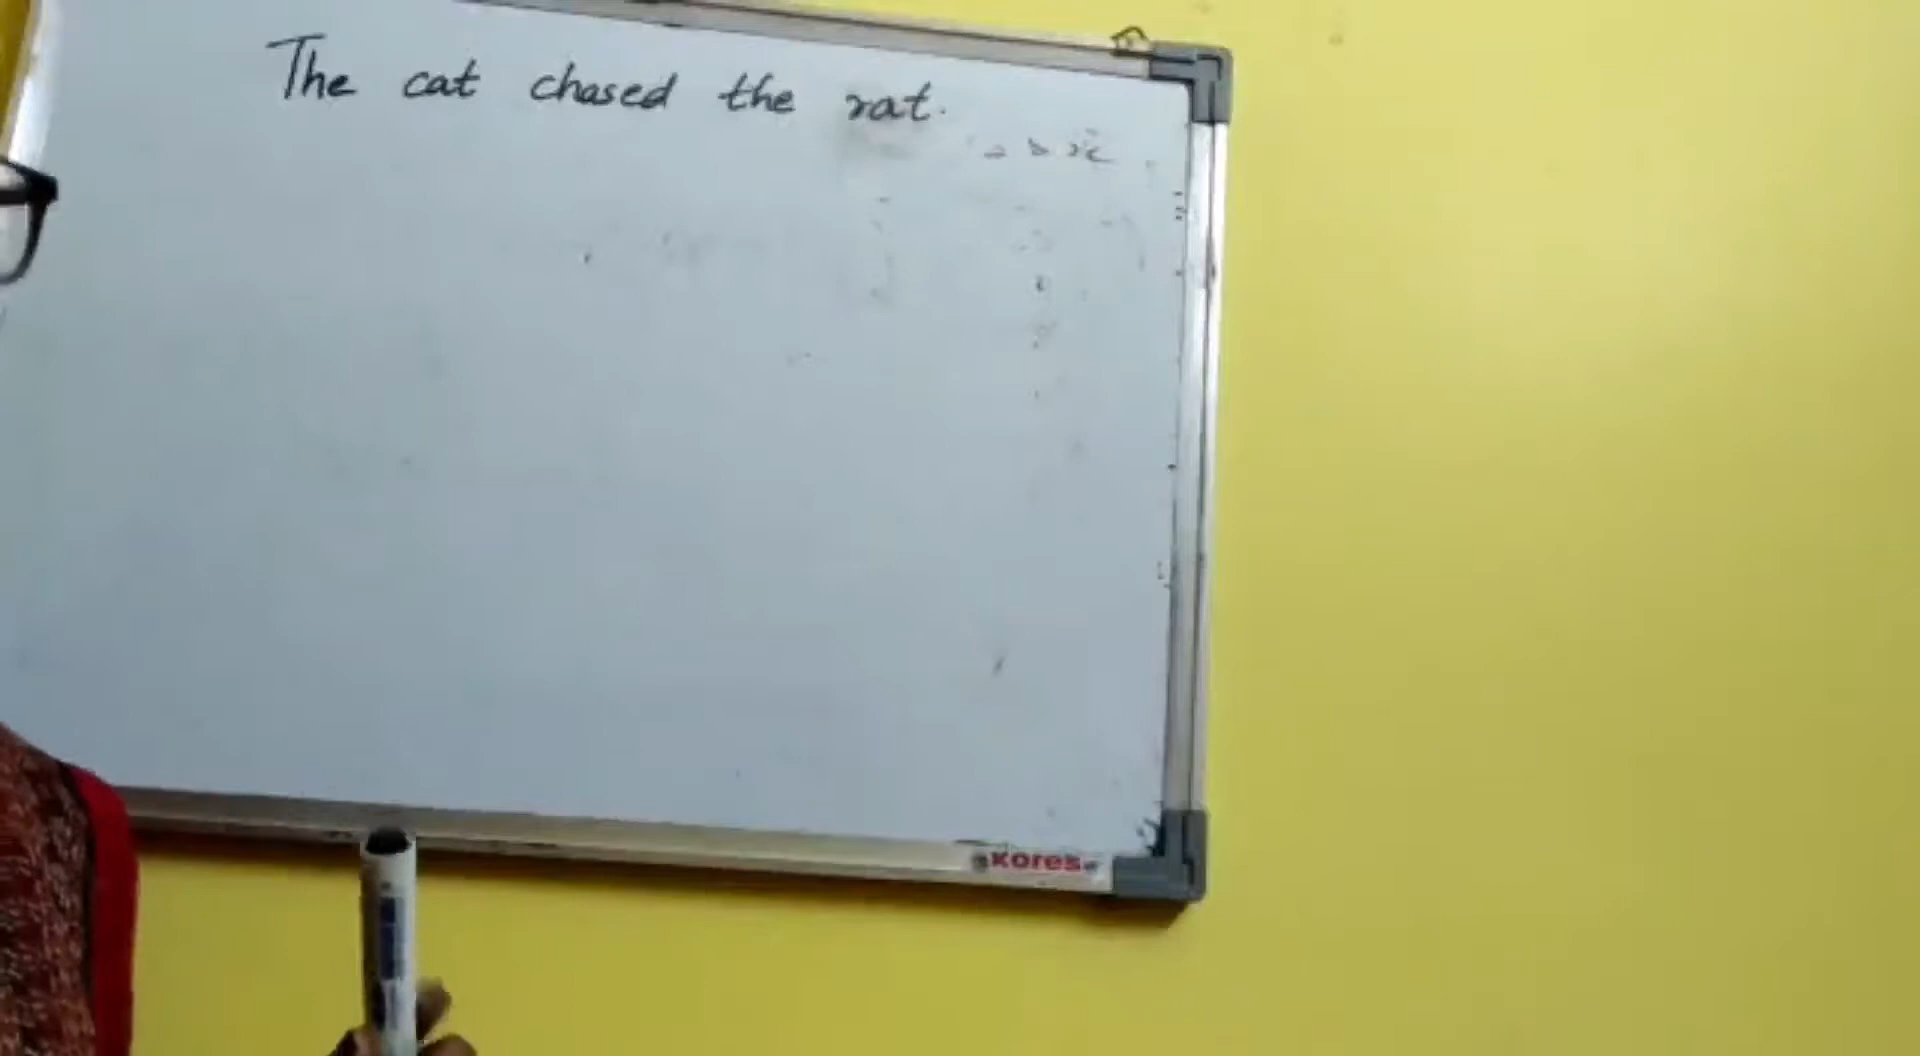 The cat chased the rat.
Kores